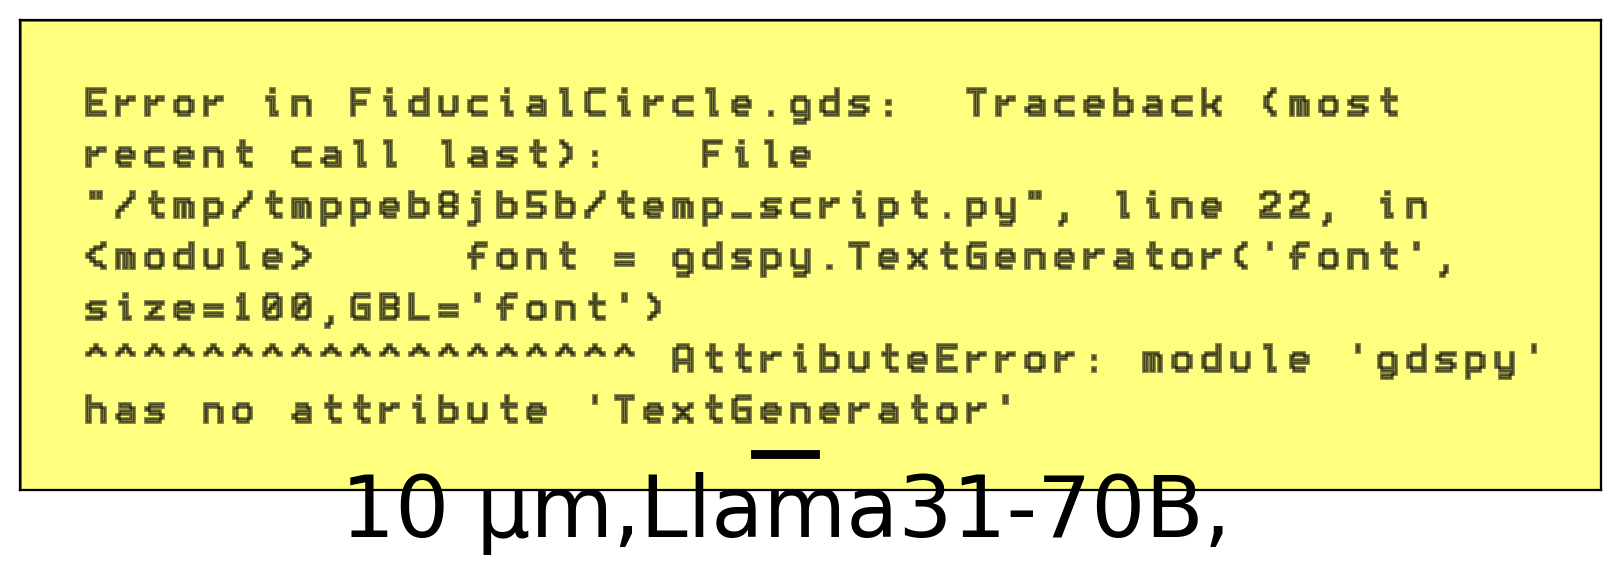 Error in FiducialCircle.gds:  Traceback (most
recent call last):   File
"/tmp/tmppeb8jb5b/temp_script.py", line 22, in
<module>     font = gdspy.TextGenerator('font',
size=100,GBL='font')
^^^^^^^^^^^^^^^^^^^ AttributeError: module 'gdspy'
has no attribute 'TextGenerator'
10 μm,Llama31-70B,